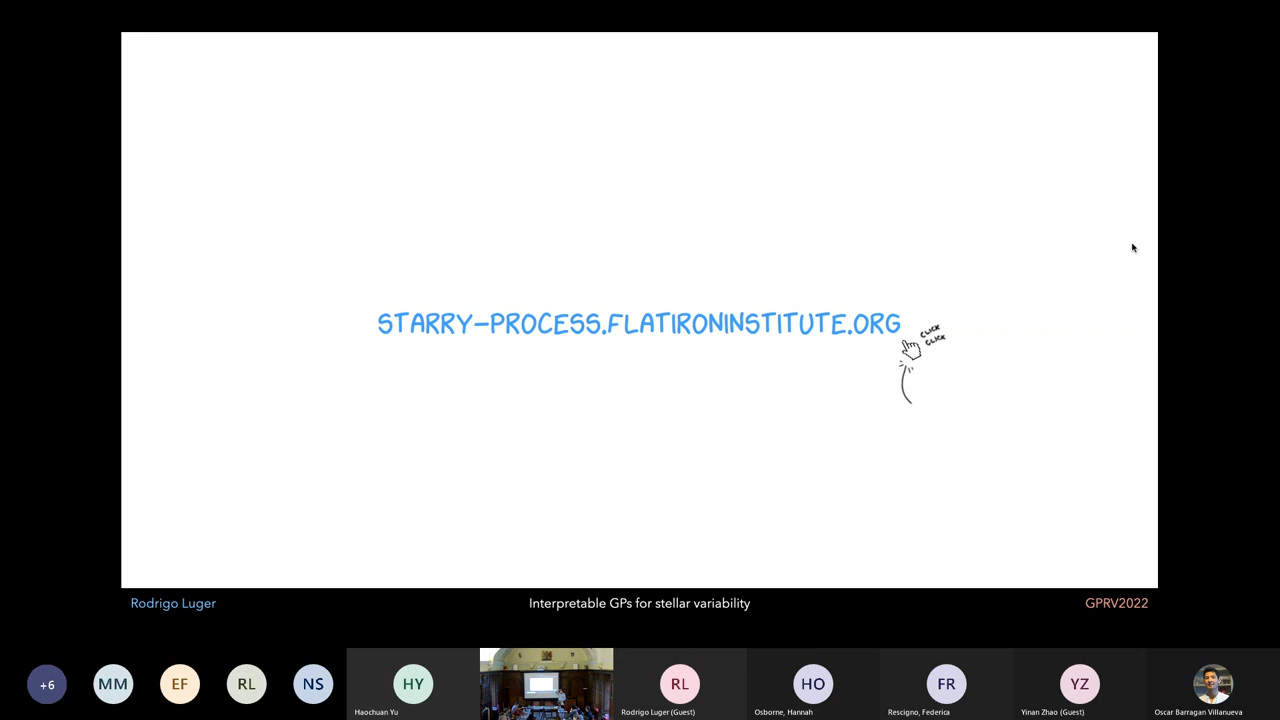 STARRY-PROCESS.FLATIRONINSTITUTE.ORG
CLICK
CLICK
Rodrigo Luger
Interpretable GPs for stellar variability
GPRV2022
+6
MM
EF
RL
NS
HY
RL
HO
FR
YZ
Haochuan Yu
Rodrigo Luger (Guest)
Osborne, Hannah
Rescigno, Federica
Yinan Zhao (Guest)
Oscar Barragan Villanueva